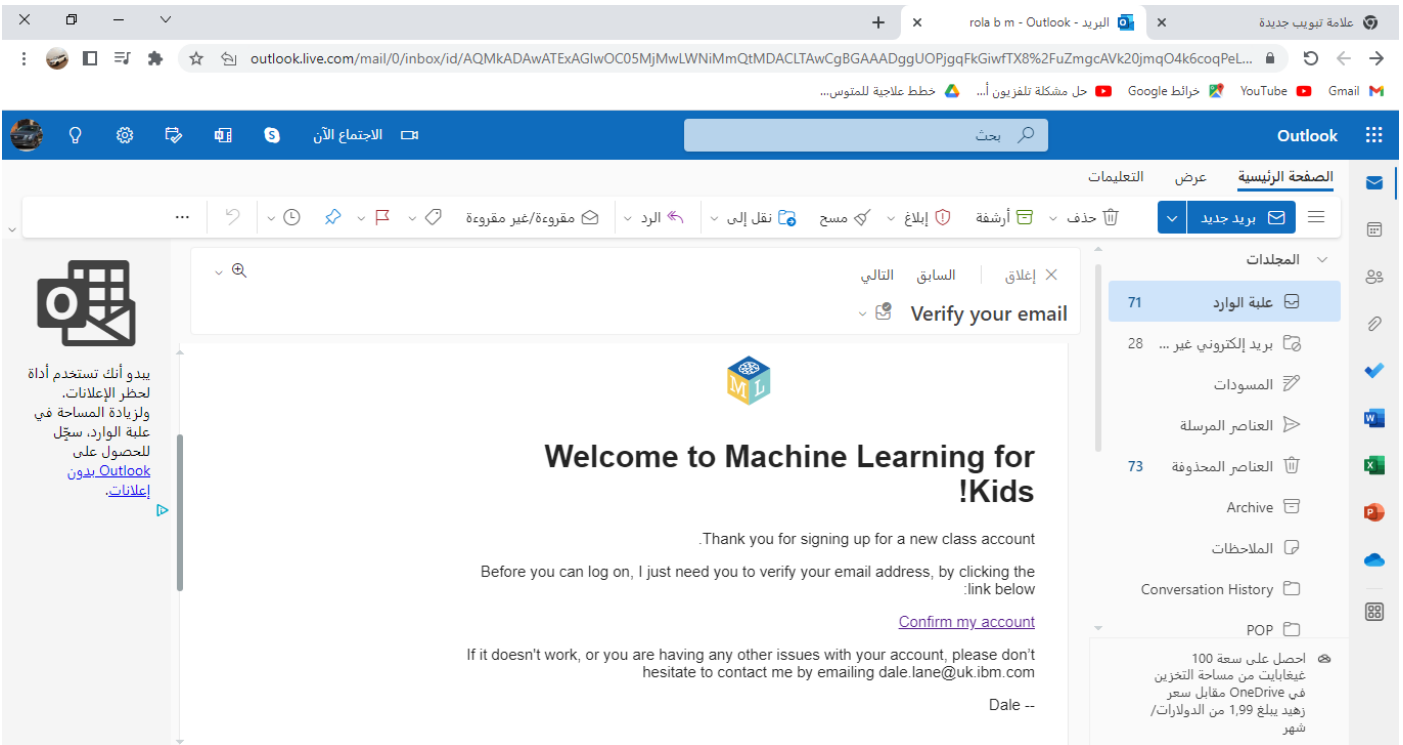 علامة تبويب جديدة
البريد - rola b m - Outlook
outlook.live.com/mail/0/inbox/id/AQMkADAwATExAGIwOC05MjMwLWNiMmQtMDACLTAwCgBGAAADggUOPjgqFkGiwfTX8%2FuZmgcAVk20jmqO4k6coqPeL...
Gmail
YouTube
خرائط Google
حل مشكلة تلفزيون أ...
خطط علاجية للمتوس...
Outlook
بحث
الاجتماع الآن
الصفحة الرئيسية
عرض
التعليمات
بريد جديد
حذف
أرشفة
إبلاغ
مسح
نقل إلى
الرد
مقروءة/غير مقروءة
المجلدات
علبة الوارد 71
بريد إلكتروني غير ... 28
المسودات
العناصر المرسلة
العناصر المحذوفة 73
Archive
الملاحظات
Conversation History
POP
احصل على سعة 100
غيغابايت من مساحة التخزين
في OneDrive مقابل سعر
زهيد يبلغ 1,99 من الدولارات/
شهر
إغلاق
السابق
التالي
Verify your email
ML
Welcome to Machine Learning for
!Kids
.Thank you for signing up for a new class account
Before you can log on, I just need you to verify your email address, by clicking the
:link below
Confirm my account
If it doesn't work, or you are having any other issues with your account, please don't
hesitate to contact me by emailing dale.lane@uk.ibm.com
Dale --
يبدو أنك تستخدم أداة
لحظر الإعلانات.
ولزيادة المساحة في
علبة الوارد، سجّل
للحصول على
Outlook بدون
إعلانات.